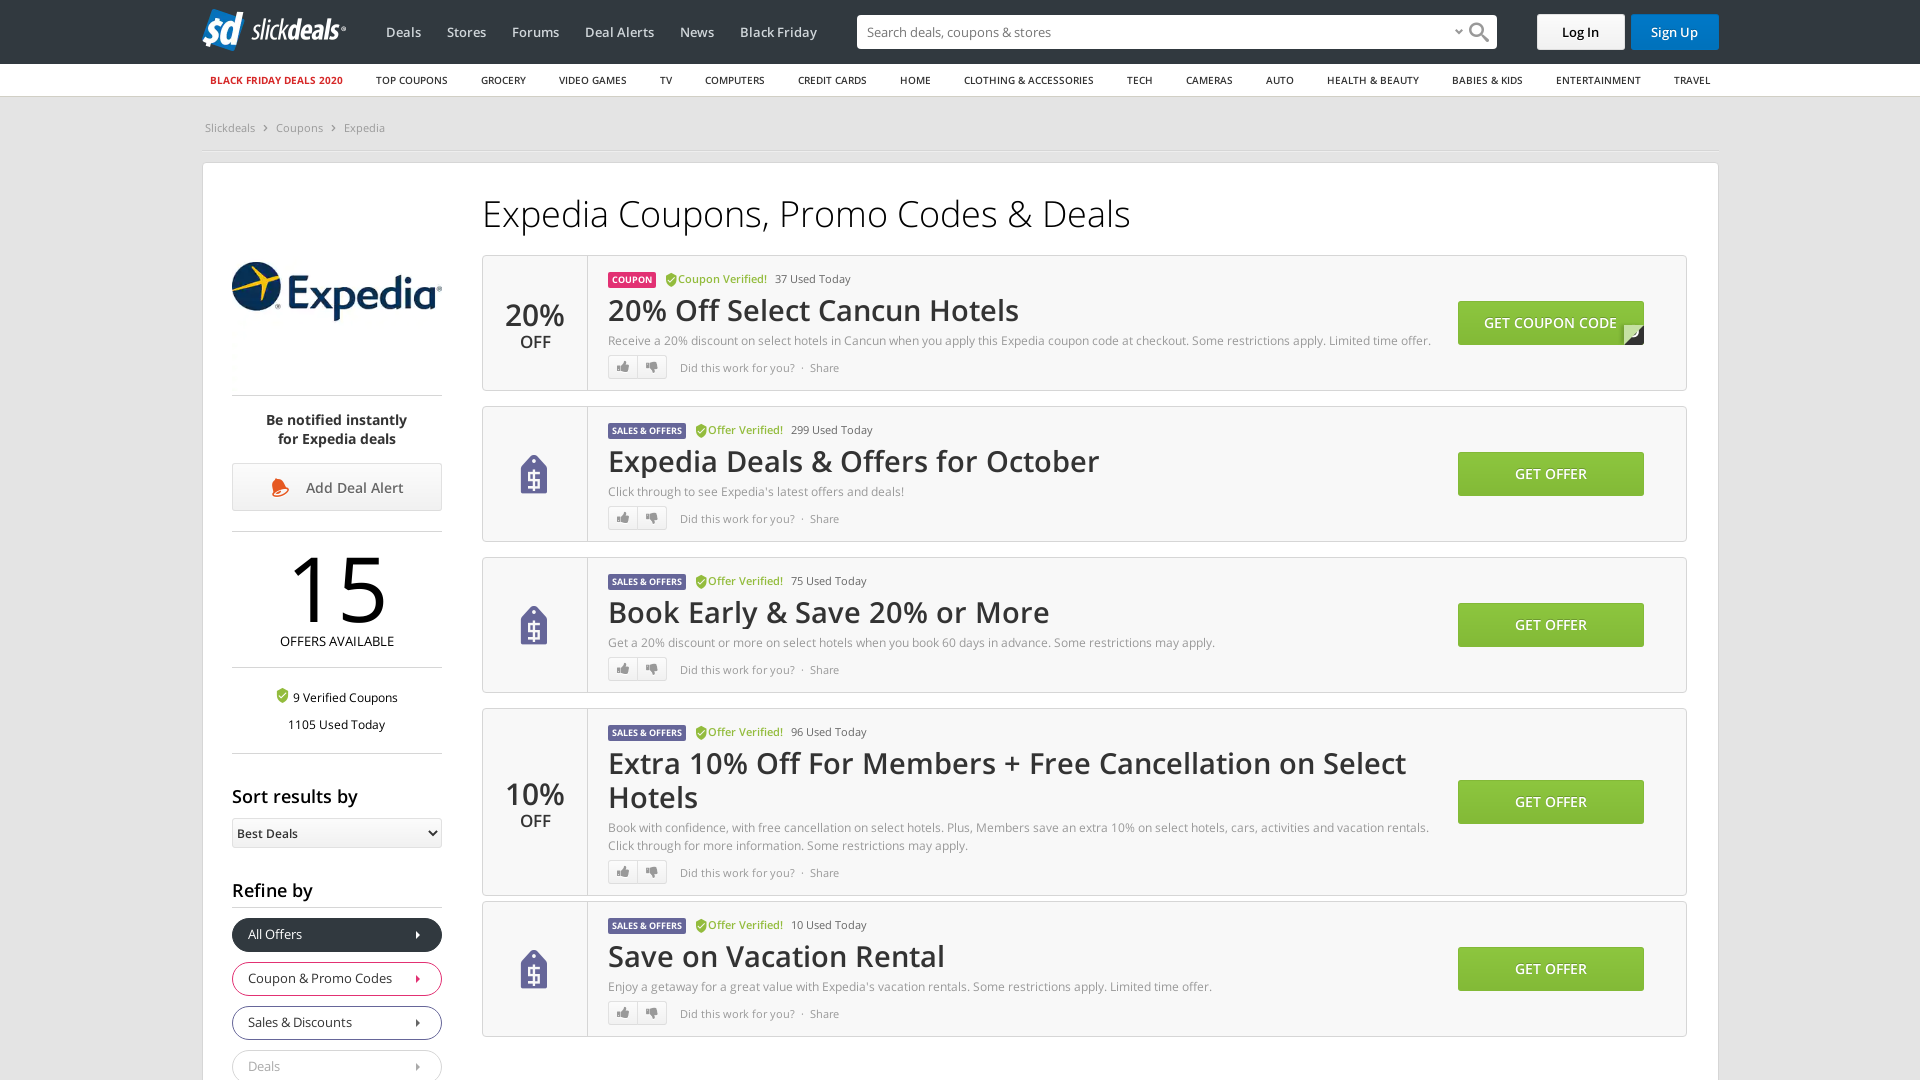 sd slickdeals
Deals Stores Forums Deal Alerts News Black Friday
Search deals, coupons & stores
Log In
Sign Up
BLACK FRIDAY DEALS 2020 TOP COUPONS GROCERY VIDEO GAMES TV COMPUTERS CREDIT CARDS HOME CLOTHING & ACCESSORIES TECH CAMERAS AUTO HEALTH & BEAUTY BABIES & KIDS ENTERTAINMENT TRAVEL
Slickdeals › Coupons › Expedia
Expedia
Be notified instantly
for Expedia deals
Add Deal Alert
15
OFFERS AVAILABLE
9 Verified Coupons
1105 Used Today
Sort results by
Best Deals
Refine by
All Offers
Coupon & Promo Codes
Sales & Discounts
Deals
Expedia Coupons, Promo Codes & Deals
20%
OFF
COUPON Coupon Verified! 37 Used Today
20% Off Select Cancun Hotels
Receive a 20% discount on select hotels in Cancun when you apply this Expedia coupon code at checkout. Some restrictions apply. Limited time offer.
Did this work for you? · Share
GET COUPON CODE
SALES & OFFERS Offer Verified! 299 Used Today
Expedia Deals & Offers for October
Click through to see Expedia's latest offers and deals!
Did this work for you? · Share
GET OFFER
SALES & OFFERS Offer Verified! 75 Used Today
Book Early & Save 20% or More
Get a 20% discount or more on select hotels when you book 60 days in advance. Some restrictions may apply.
Did this work for you? · Share
GET OFFER
10%
OFF
SALES & OFFERS Offer Verified! 96 Used Today
Extra 10% Off For Members + Free Cancellation on Select
Hotels
Book with confidence, with free cancellation on select hotels. Plus, Members save an extra 10% on select hotels, cars, activities and vacation rentals.
Click through for more information. Some restrictions may apply.
Did this work for you? · Share
GET OFFER
SALES & OFFERS Offer Verified! 10 Used Today
Save on Vacation Rental
Enjoy a getaway for a great value with Expedia's vacation rentals. Some restrictions apply. Limited time offer.
Did this work for you? · Share
GET OFFER